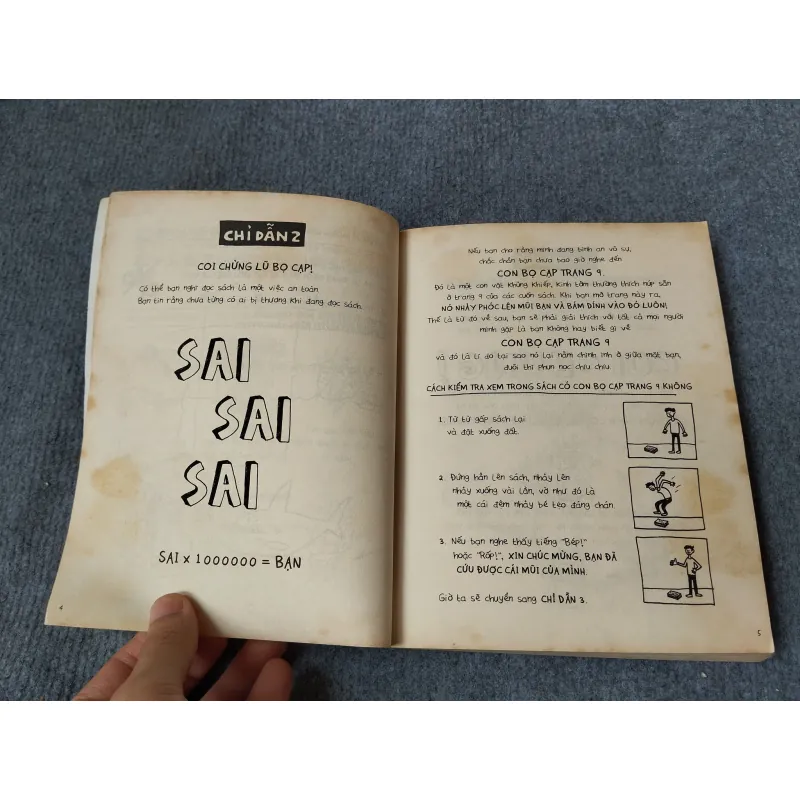 CHỈ DẪN 2
COI CHỪNG LŨ BỌ CẠP!
Có thể bạn nghĩ đọc sách là một việc an toàn.
Bạn tin rằng chưa từng có ai bị thương khi đang đọc sách.
SAI
SAI
SAI
SAI x 1000000 = BẠN
4
Nếu bạn cho rằng mình đang bình an vô sự,
chắc chắn bạn chưa bao giờ nghe đến
CON BỌ CẠP TRANG 9.
Đó là một con vật khủng khiếp, kinh tởm thường thích núp sẵn
ở trang 9 của các cuốn sách. Khi bạn mở trang này ra,
NÓ NHẢY PHÓC LÊN MŨI BẠN VÀ BÁM DÍNH VÀO ĐÓ LUÔN!
Thế là từ đó về sau, bạn sẽ phải giải thích với tất cả mọi người
mình gặp là bạn không hay biết gì về
CON BỌ CẠP TRANG 9
và đó là lí do tại sao nó lại nằm chình ình ở giữa mặt bạn,
đuôi thì phun nọc chíu chíu.
CÁCH KIỂM TRA XEM TRONG SÁCH CÓ CON BỌ CẠP TRANG 9 KHÔNG
1. Từ từ gấp sách lại
và đặt xuống đất.
2. Đứng hẳn lên sách, nhảy lên
nhảy xuống vài lần, vờ như đó là
một cái đệm nhảy bé tẹo đáng chán.
3. Nếu bạn nghe thấy tiếng "Bép!"
hoặc "Rốp!", XIN CHÚC MỪNG, BẠN ĐÃ
CỨU ĐƯỢC CÁI MŨI CỦA MÌNH.
Giờ ta sẽ chuyển sang CHỈ DẪN 3.
5